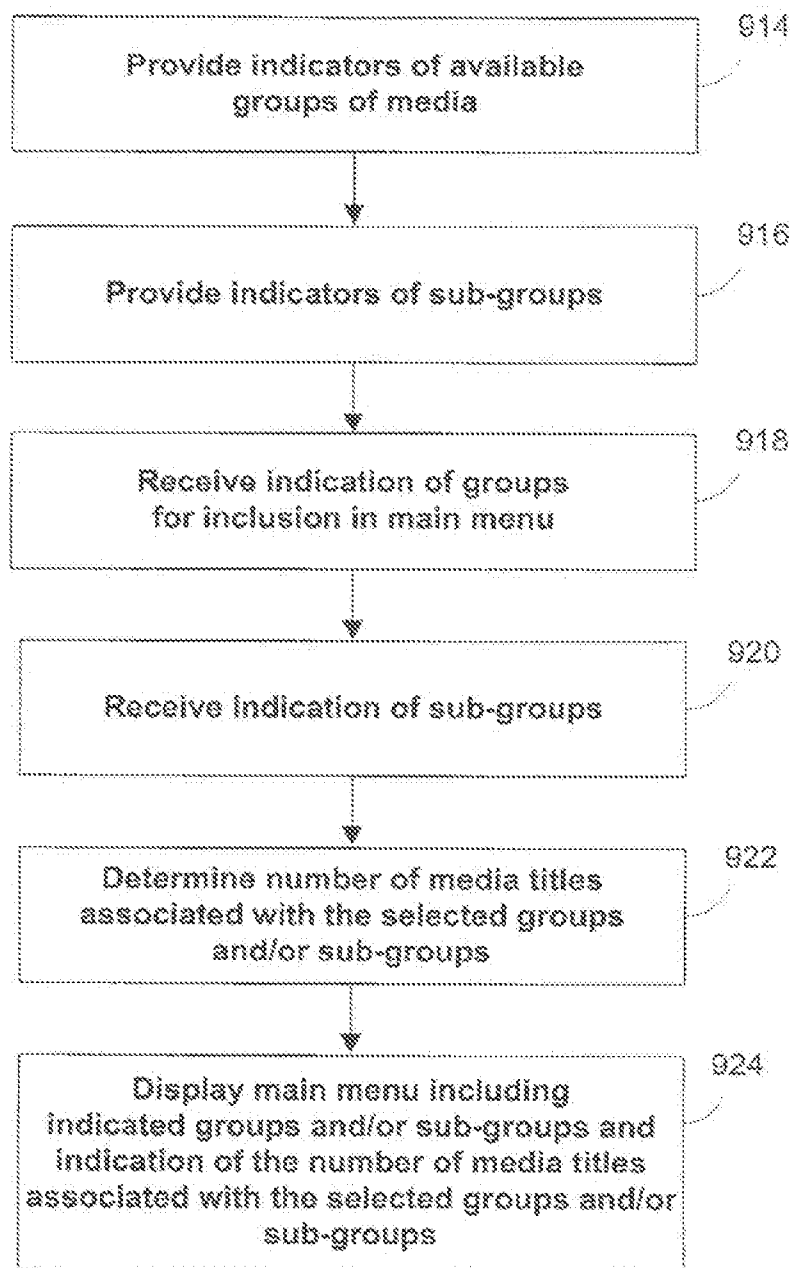 914
Provide indicators of available
groups of media
916
Provide indicators of sub-groups
918
Receive indication of groups
for inclusion in main menu
920
Receive indication of sub-groups
922
Determine number of media titles
associated with the selected groups
and/or sub-groups
924
Display main menu including
indicated groups and/or sub-groups and
indication of the number of media titles
associated with the selected groups and/or
sub-groups